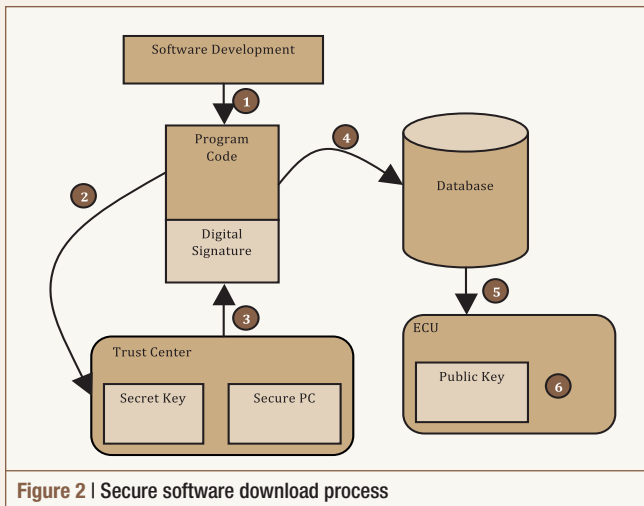 Software Development
1
Program
Code
4
2
Database
Digital
Signature
5
3
ECU
Trust Center
Public Key
6
Secret Key
Secure PC
Figure 2 | Secure software download process